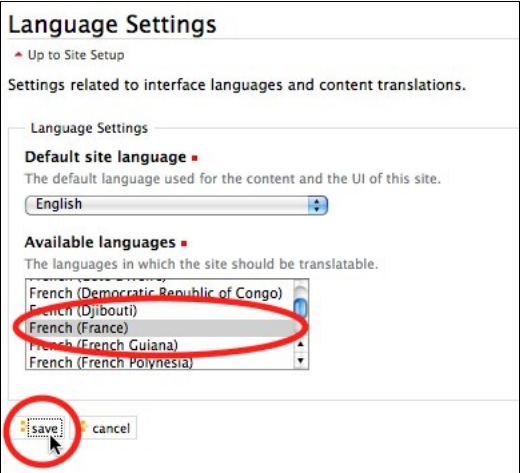 Language Settings
Up to Site Setup
Settings related to interface languages and content translations.
Language Settings
Default site language
The default language used for the content and the UI of this site.
English
Available languages
The languages in which the site should be translatable.
French (Democratic Republic of Congo)
French (Djibouti)
French (France)
French (French Guiana)
French (French Polynesia)
save cancel